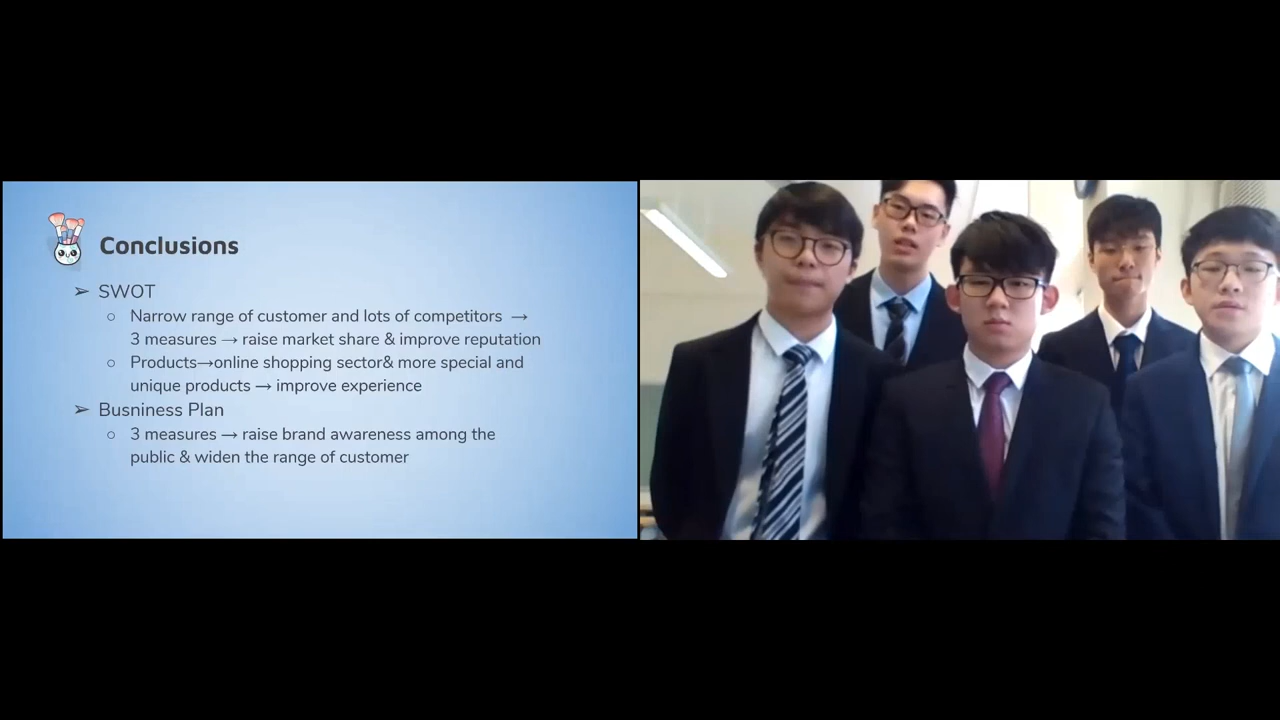 Conclusions
➢ SWOT
○ Narrow range of customer and lots of competitors →
3 measures → raise market share & improve reputation
○ Products→online shopping sector& more special and
unique products → improve experience
➢ Busniness Plan
○ 3 measures → raise brand awareness among the
public & widen the range of customer